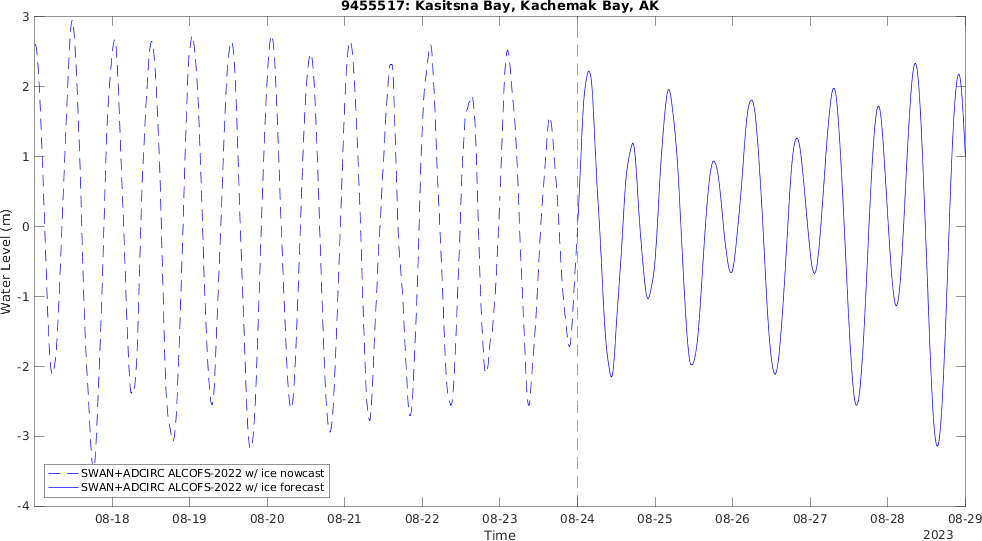 9455517: Kasitsna Bay, Kachemak Bay, AK
3
2
1
0
-1
-2
-3
-4
Water Level (m)
SWAN+ADCIRC ALCOFS-2022 w/ ice nowcast
SWAN+ADCIRC ALCOFS-2022 w/ ice forecast
08-18 08-19 08-20 08-21 08-22 08-23 08-24 08-25 08-26 08-27 08-28 08-29
Time
2023